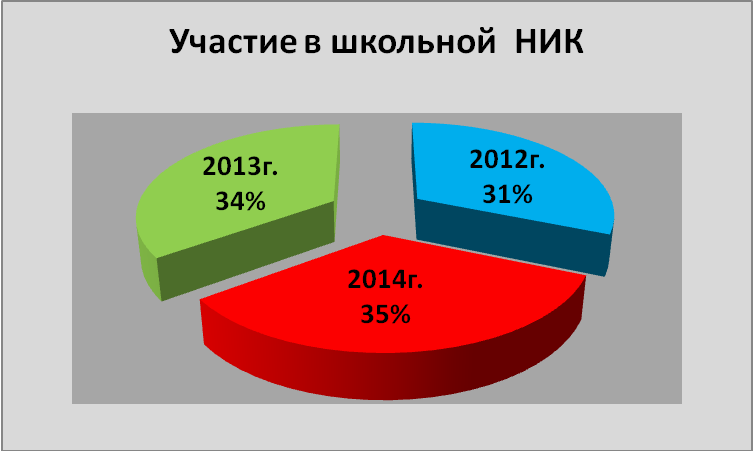 Участие в школьной НИК
2013г.
34%
2012г.
31%
2014г.
35%